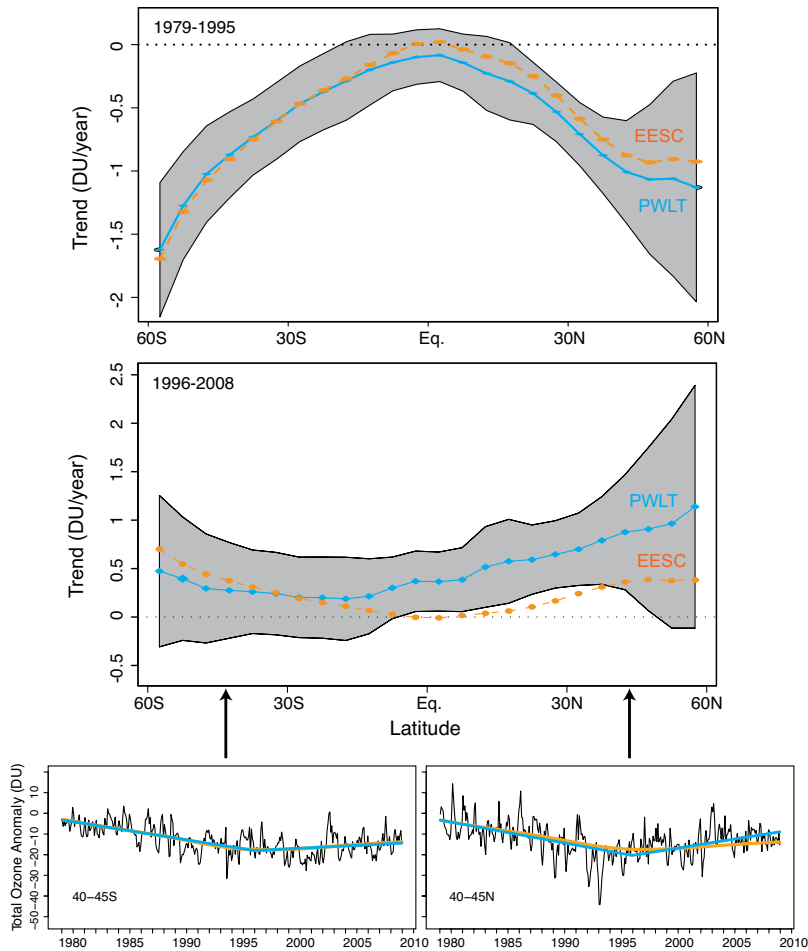 1979-1995
Trend (DU/year)
0
-0.5
-1
-1.5
-2
EESC
PWLT
60S
30S
Eq.
30N
60N
1996-2008
Trend (DU/year)
2.5
2
1.5
1
0.5
0
-0.5
PWLT
EESC
60S
30S
Eq.
30N
60N
Latitude
Total Ozone Anomaly (DU)
0
-10
-20
-30
-40
-50
40-45S
1980
1985
1990
1995
2000
2005
2010
40-45N
1980
1985
1990
1995
2000
2005
2010